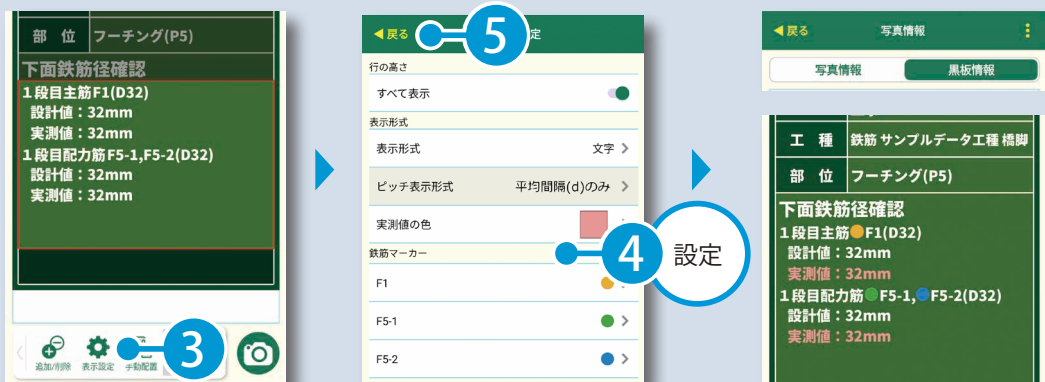 部 位 フーチング(P5)
下面鉄筋径確認
1段目主筋F1(D32)
設計値：32mm
実測値：32mm
1段目配力筋F5-1,F5-2(D32)
設計値：32mm
実測値：32mm
追加/削除 表示設定 手動配置
3
◀戻る 5 定
行の高さ
すべて表示
表示形式
表示形式 文字 >
ピッチ表示形式 平均間隔(d)のみ >
実測値の色
鉄筋マーカー
F1
F5-1 >
F5-2 >
4 設定
◀戻る 写真情報
写真情報 黒板情報
工 種 鉄筋 サンプルデータ工種 橋脚
部 位 フーチング(P5)
下面鉄筋径確認
1段目主筋 F1(D32)
設計値：32mm
実測値：32mm
1段目配力筋 F5-1, F5-2(D32)
設計値：32mm
実測値：32mm